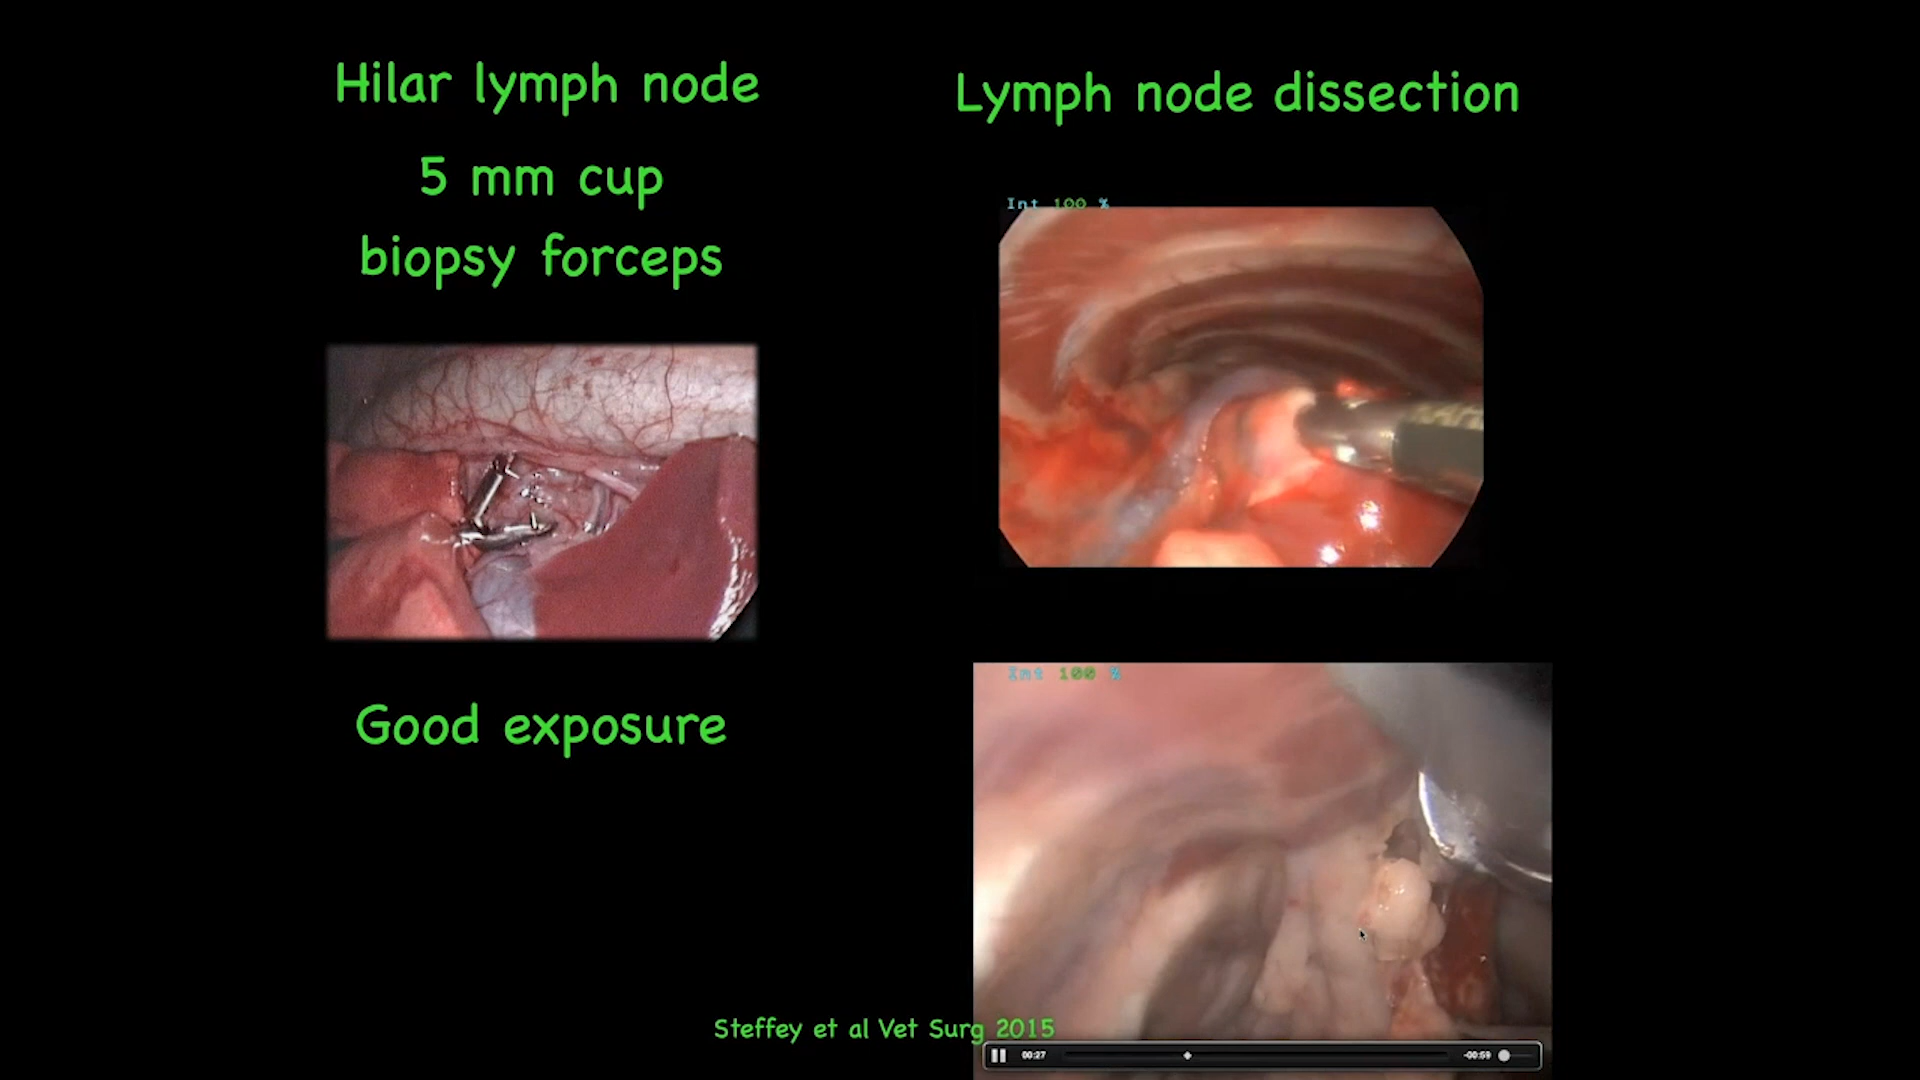 Hilar lymph node
5 mm cup
biopsy forceps
Good exposure
Lymph node dissection
Int 100 %
Int 100 %
Steffey et al Vet Surg 2015
00:27
-00:59